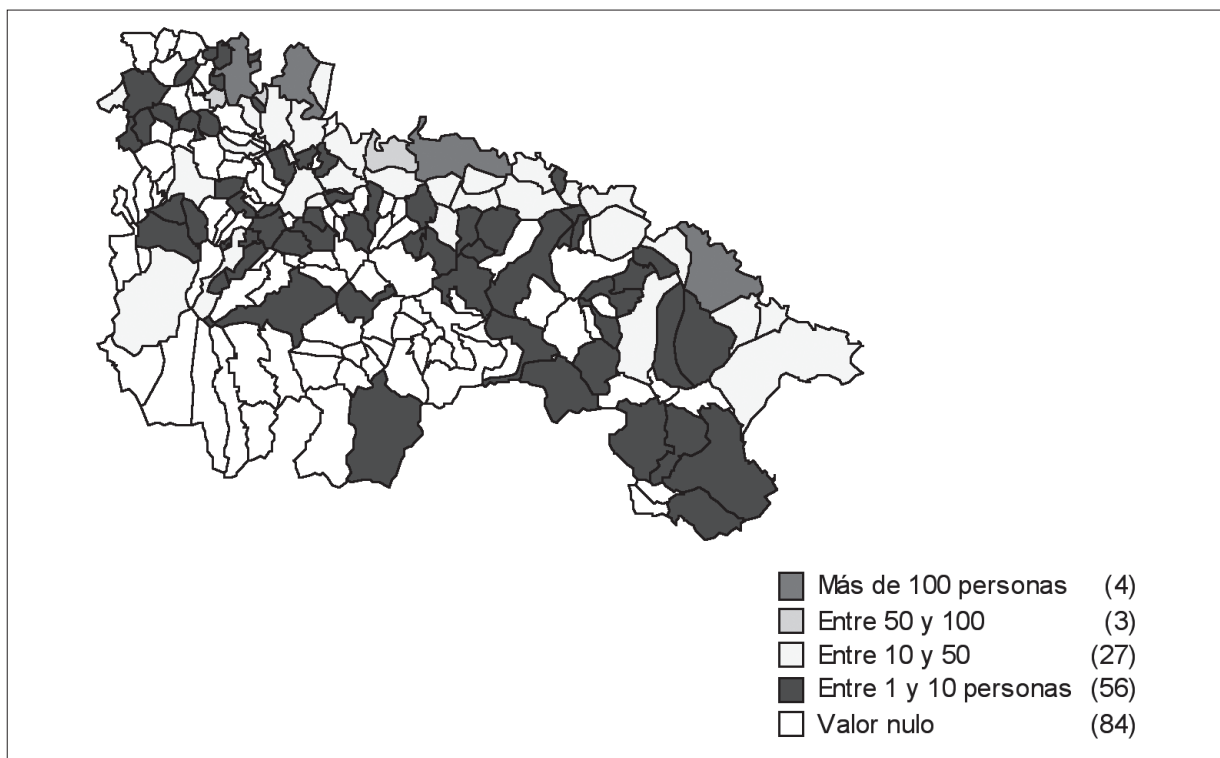 Más de 100 personas (4)
Entre 50 y 100 (3)
Entre 10 y 50 (27)
Entre 1 y 10 personas (56)
Valor nulo (84)